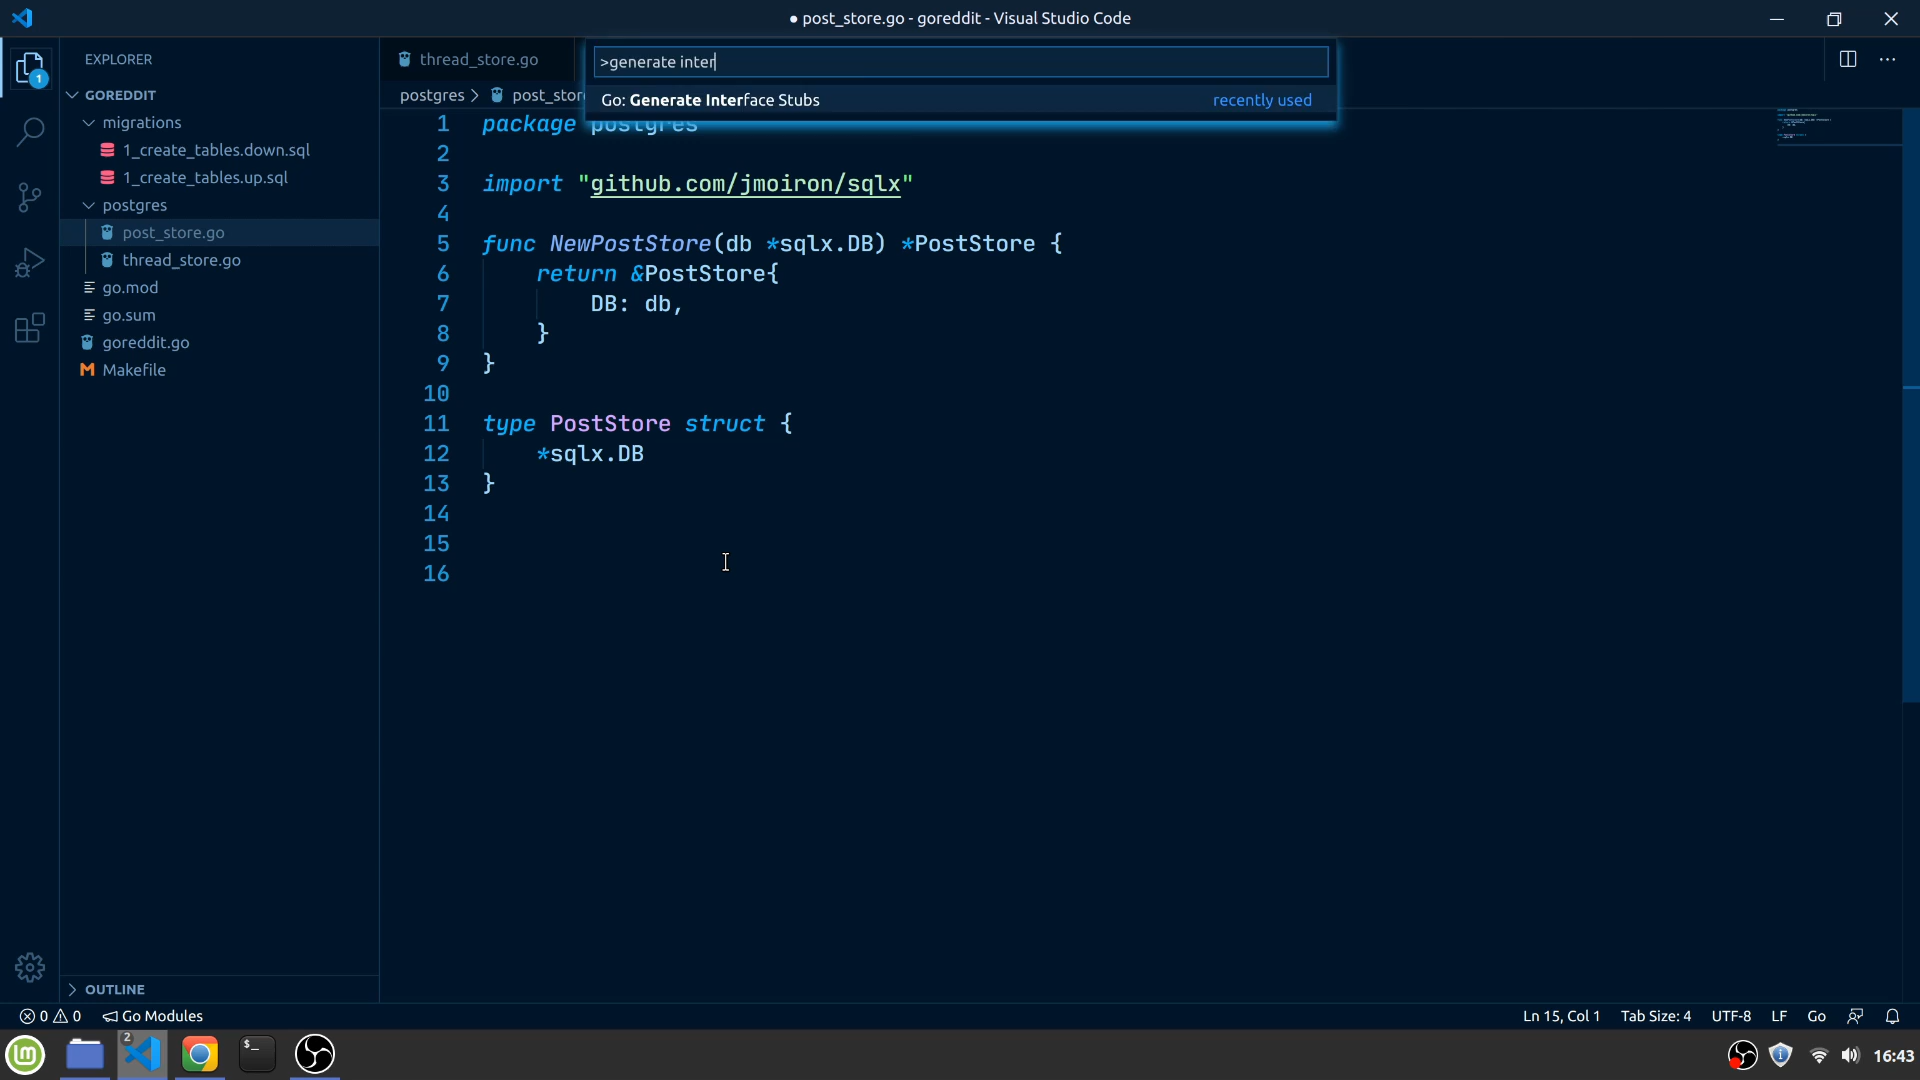 ● post_store.go - goreddit - Visual Studio Code
EXPLORER
GOREDDIT
migrations
1_create_tables.down.sql
1_create_tables.up.sql
postgres
post_store.go
thread_store.go
go.mod
go.sum
goreddit.go
M Makefile
OUTLINE
1
thread_store.go
>generate inter
Go: Generate Interface Stubs
recently used
postgres > post_store
1 package postgres
2
3 import "github.com/jmoiron/sqlx"
4
5 func NewPostStore(db *sqlx.DB) *PostStore {
6 return &PostStore{
7 DB: db,
8 }
9 }
10
11 type PostStore struct {
12 *sqlx.DB
13 }
14
15
16
0 0 Go Modules
Ln 15, Col 1 Tab Size: 4 UTF-8 LF Go
2
$_
16:43